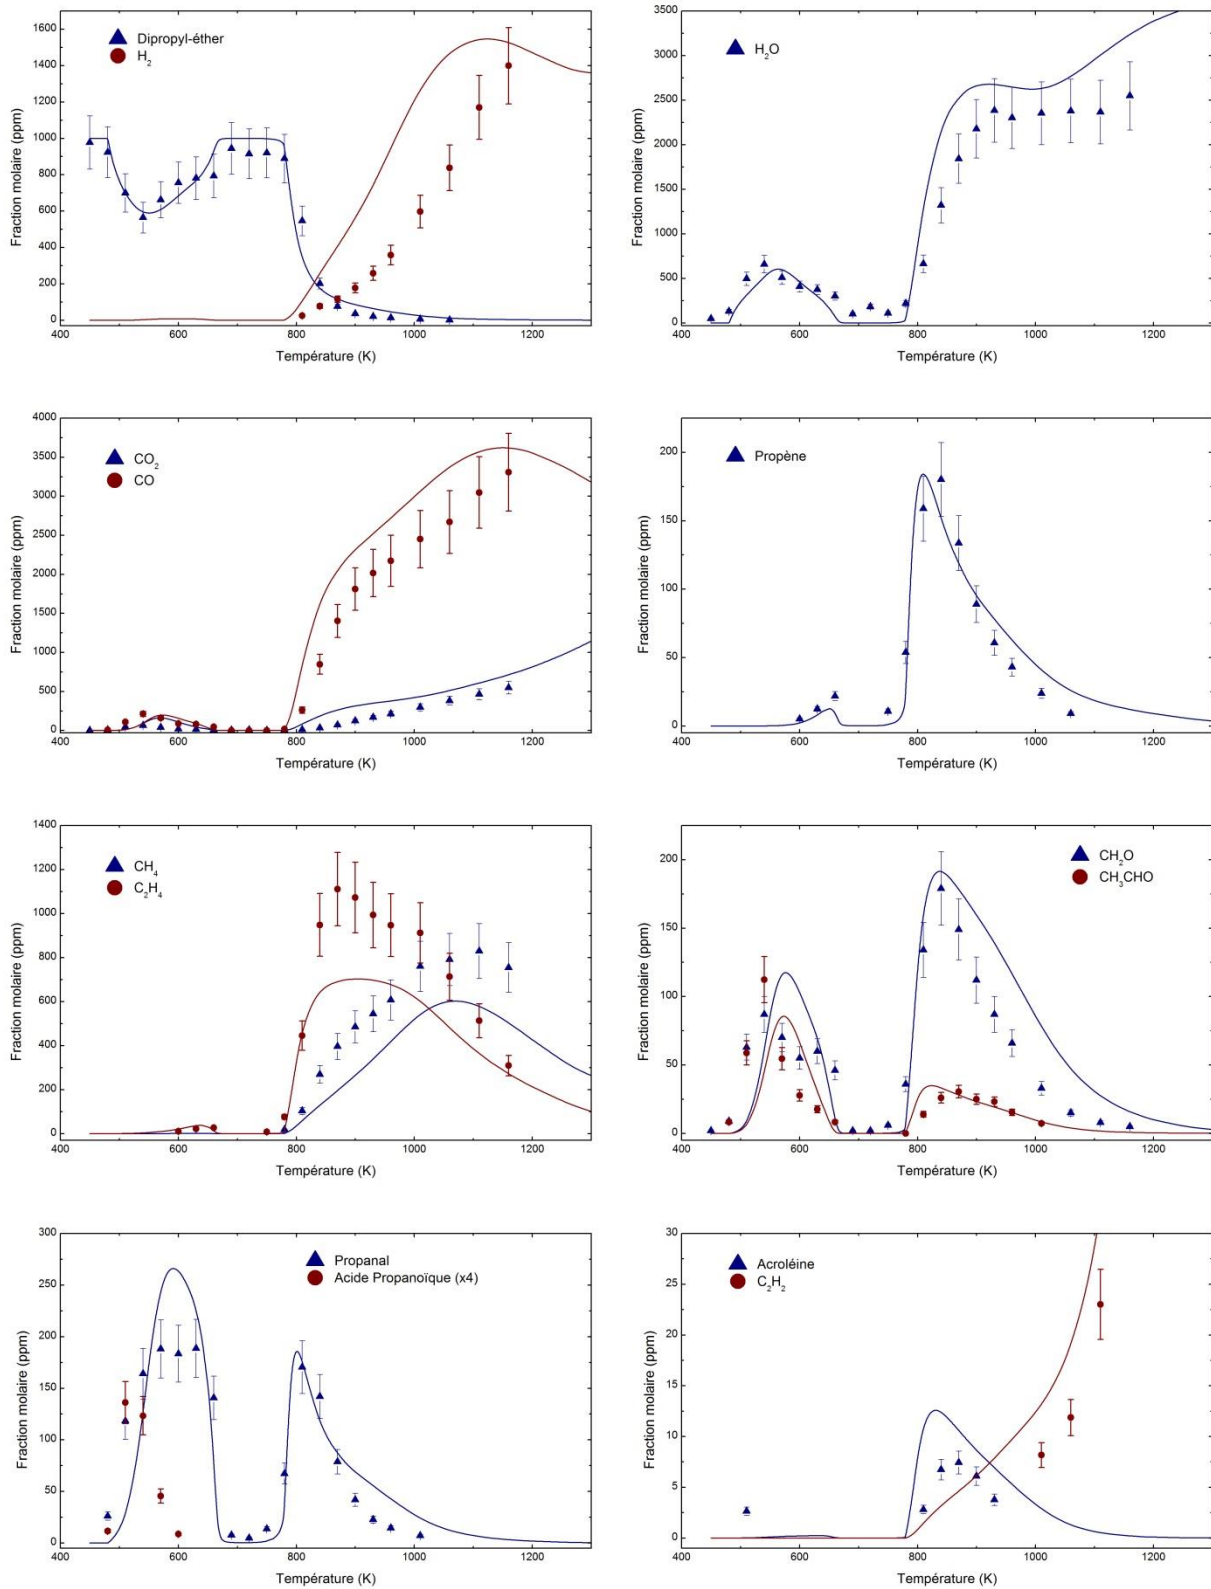 Dipropyl-éther
H2
Fraction molaire (ppm)
1600
1400
1200
1000
800
600
400
200
0
400 600 800 1000 1200
Température (K)
H2O
Fraction molaire (ppm)
3500
3000
2500
2000
1500
1000
500
0
400 600 800 1000 1200
Température (K)
CO2
CO
Fraction molaire (ppm)
4000
3500
3000
2500
2000
1500
1000
500
0
400 600 800 1000 1200
Température (K)
Propène
Fraction molaire (ppm)
200
150
100
50
0
400 600 800 1000 1200
Température (K)
CH4
C2H4
Fraction molaire (ppm)
1400
1200
1000
800
600
400
200
0
400 600 800 1000 1200
Température (K)
CH2O
CH3CHO
Fraction molaire (ppm)
200
150
100
50
0
400 600 800 1000 1200
Température (K)
Propanal
Acide Propanoïque (x4)
Fraction molaire (ppm)
300
250
200
150
100
50
0
400 600 800 1000 1200
Température (K)
Acroléine
C2H2
Fraction molaire (ppm)
30
25
20
15
10
5
0
400 600 800 1000 1200
Température (K)